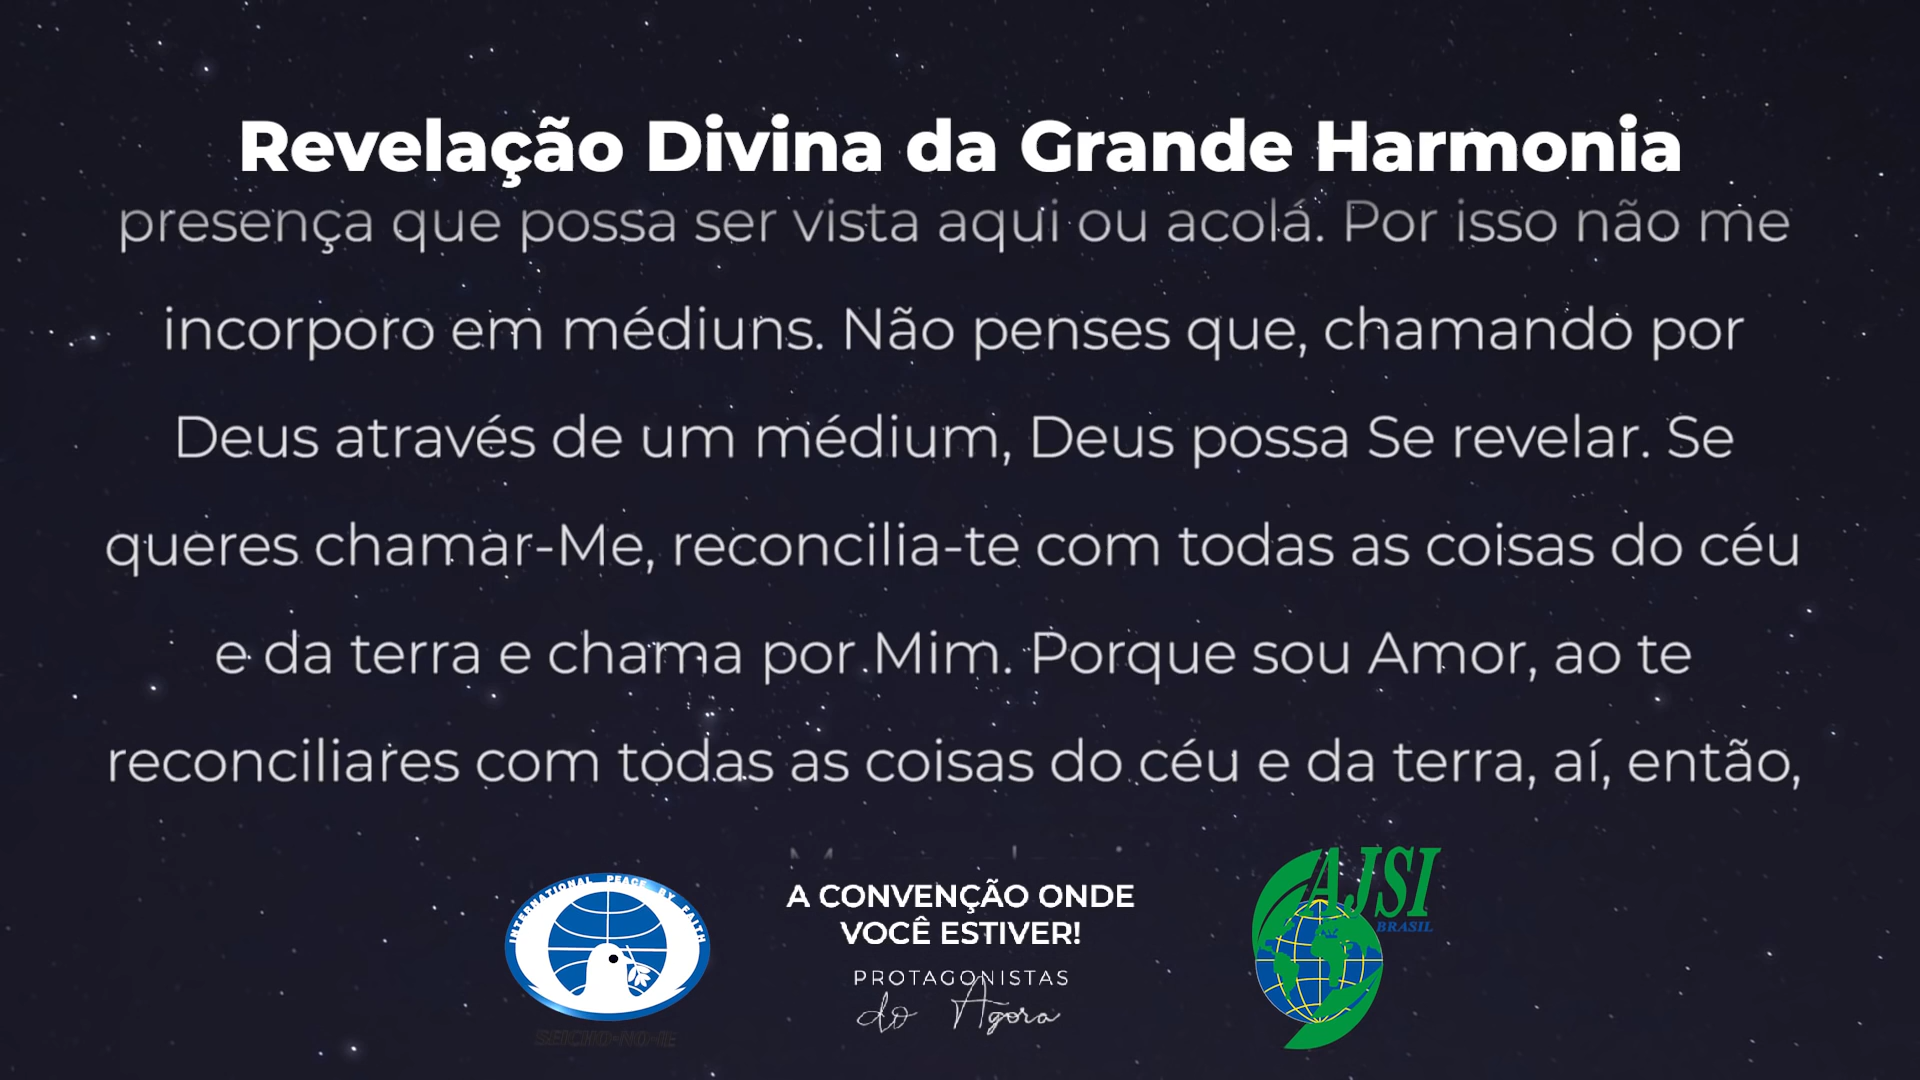 Revelação Divina da Grande Harmonia
presença que possa ser vista aqui ou acolá. Por isso não me
incorporo em médiuns. Não penses que, chamando por
Deus através de um médium, Deus possa Se revelar. Se
queres chamar-Me, reconcilia-te com todas as coisas do céu
e da terra e chama por Mim. Porque sou Amor, ao te
reconciliares com todas as coisas do céu e da terra, aí, então,
INTERNATIONAL PEACE BY FAITH
SEICHO-NO-IE
A CONVENÇÃO ONDE
VOCÊ ESTIVER!
PROTAGONISTAS
do Agora
AJSI
BRASIL